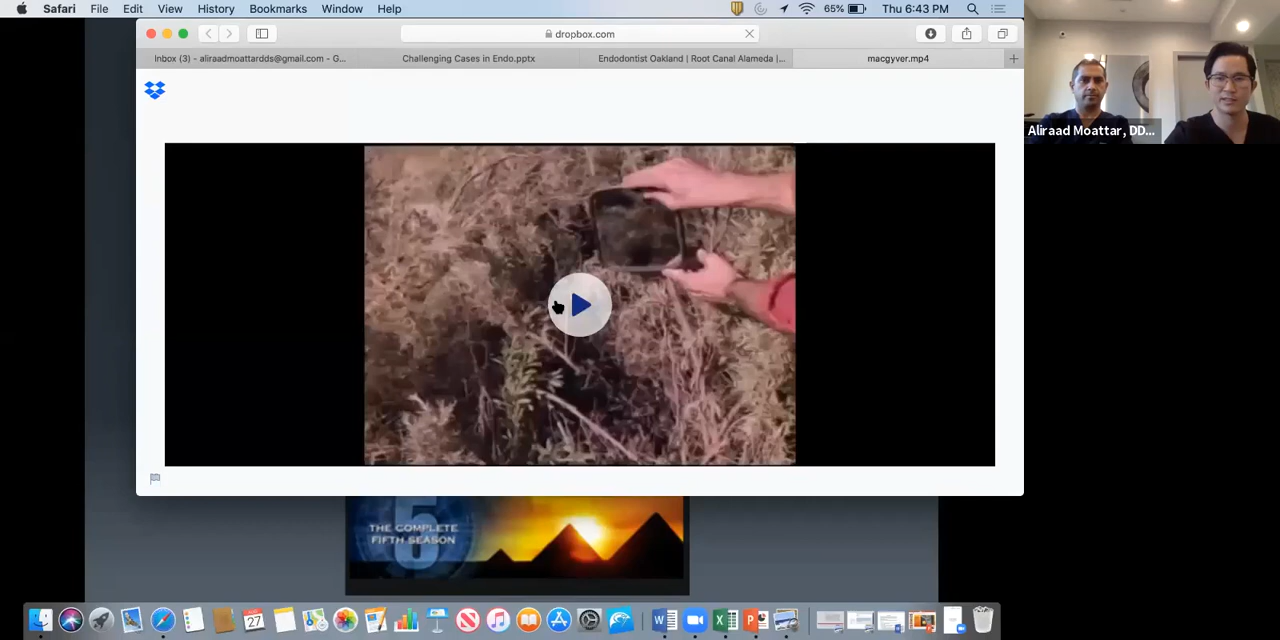 Safari File Edit View History Bookmarks Window Help 65% Thu 6:43 PM
dropbox.com
Inbox (3) - aliraadmoattardds@gmail.com - G... Challenging Cases in Endo.pptx Endodontist Oakland | Root Canal Alameda |... macgyver.mp4
Aliraad Moattar, DD...
THE COMPLETE
FIFTH SEASON
5
27